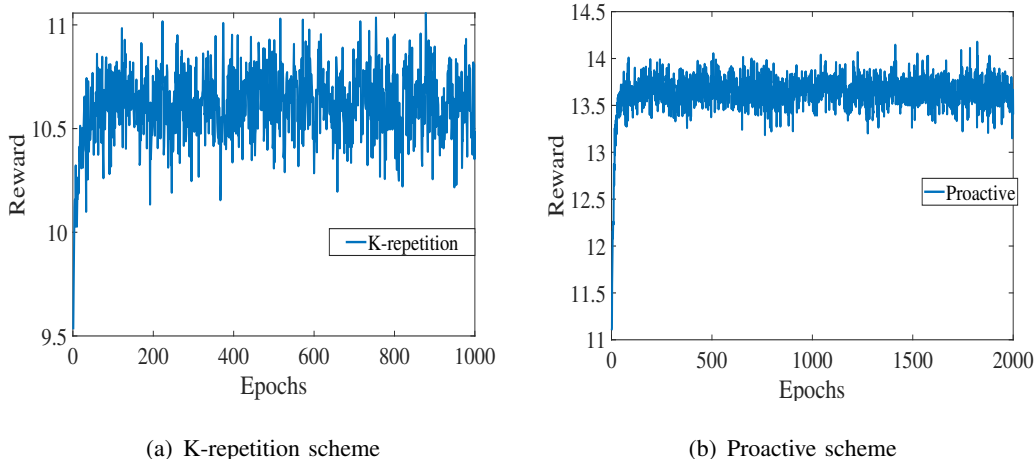 11
10.5
10
9.5
Reward
K-repetition
0
200
400
600
800
1000
Epochs
(a) K-repetition scheme
14.5
14
13.5
13
12.5
12
11.5
11
Reward
Proactive
0
500
1000
1500
2000
Epochs
(b) Proactive scheme